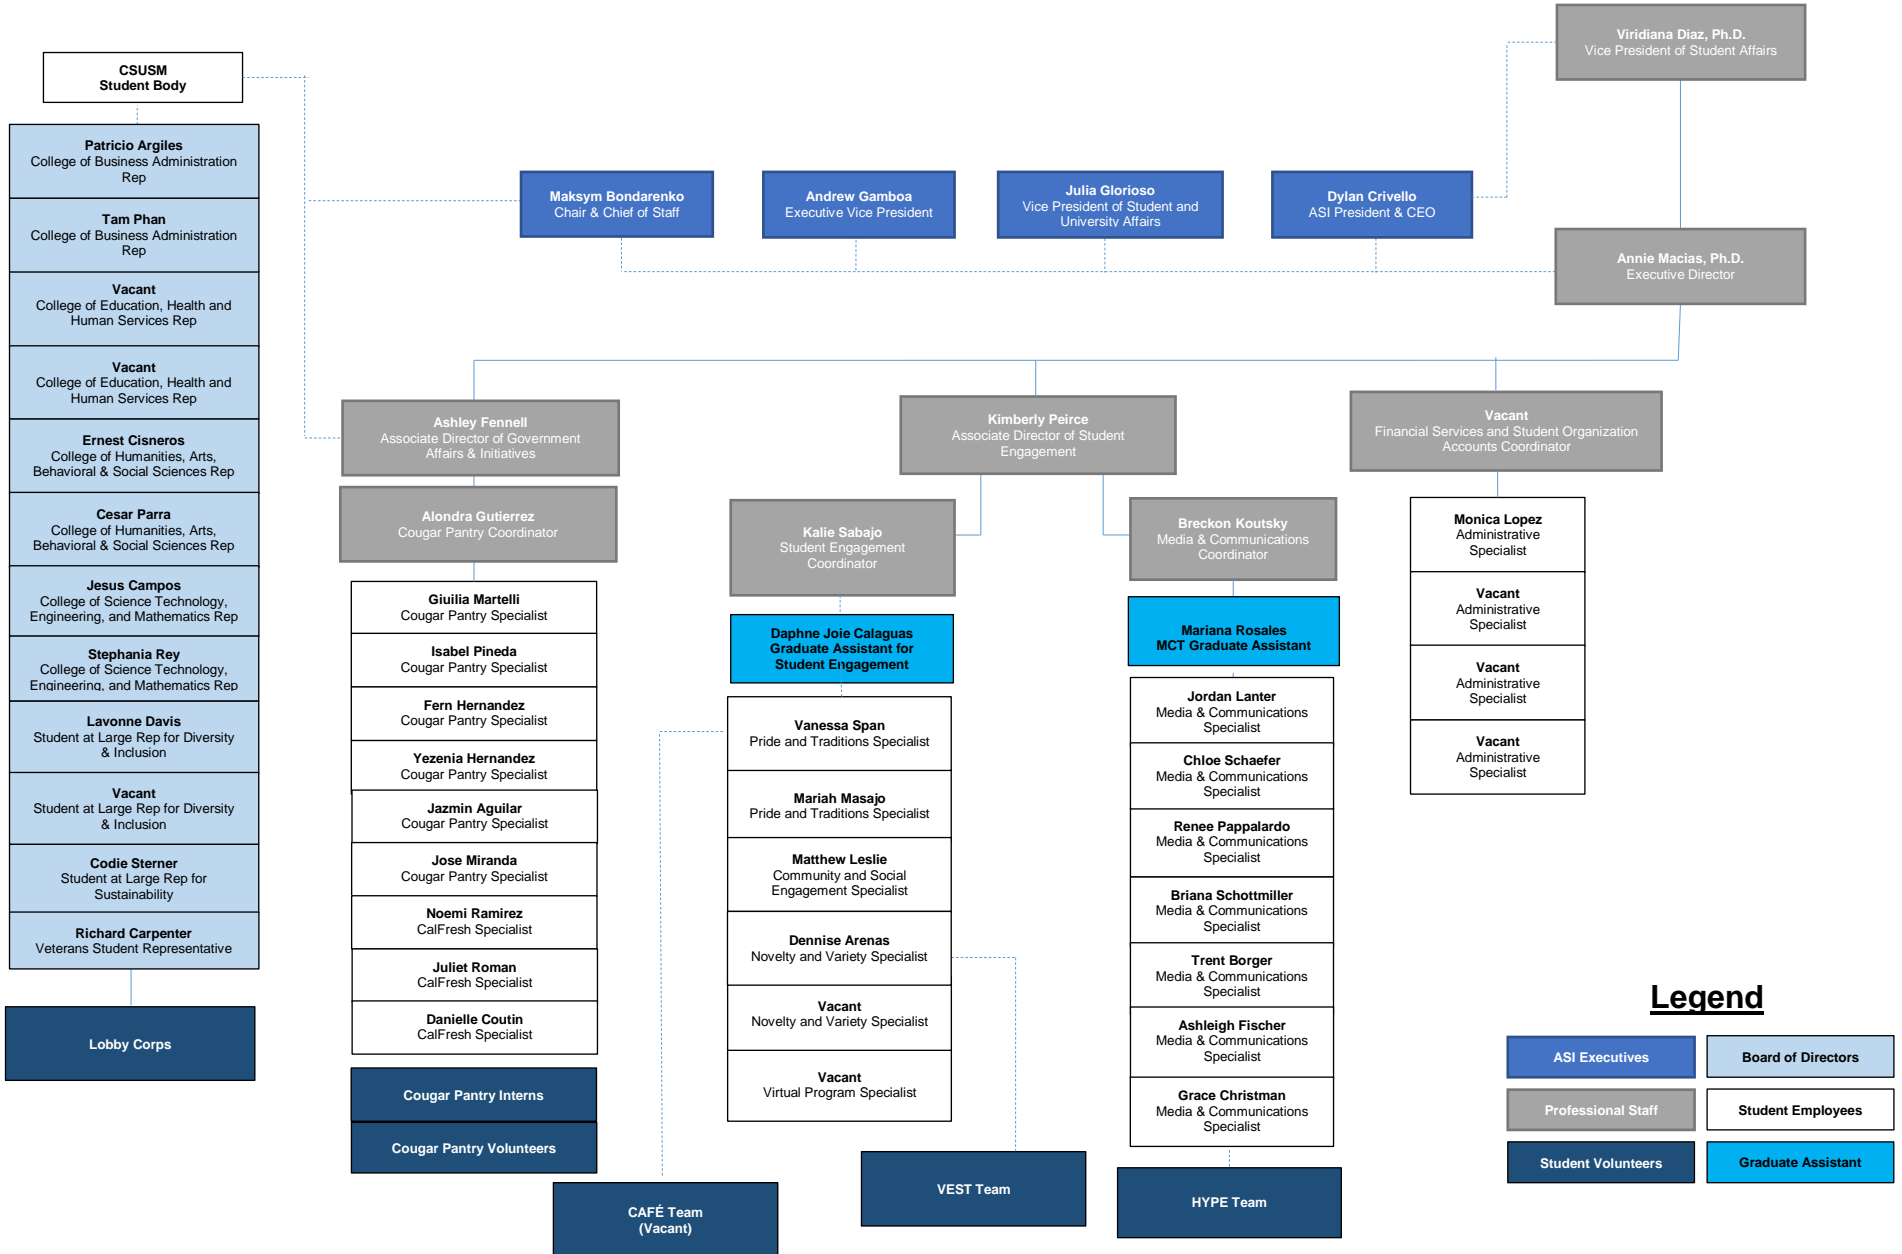 Viridiana Diaz, Ph.D.
Vice President of Student Affairs
CSUSM
Student Body
Patricio Argiles
College of Business Administration
Rep
Tam Phan
College of Business Administration
Rep
Vacant
College of Education, Health and
Human Services Rep
Vacant
College of Education, Health and
Human Services Rep
Ernest Cisneros
College of Humanities, Arts,
Behavioral & Social Sciences Rep
Cesar Parra
College of Humanities, Arts,
Behavioral & Social Sciences Rep
Jesus Campos
College of Science Technology,
Engineering, and Mathematics Rep
Stephania Rey
College of Science Technology,
Engineering, and Mathematics Rep
Lavonne Davis
Student at Large Rep for Diversity
& Inclusion
Vacant
Student at Large Rep for Diversity
& Inclusion
Codie Sterner
Student at Large Rep for
Sustainability
Richard Carpenter
Veterans Student Representative
Lobby Corps
Maksym Bondarenko
Chair & Chief of Staff
Andrew Gamboa
Executive Vice President
Julia Glorioso
Vice President of Student and
University Affairs
Dylan Crivello
ASI President & CEO
Annie Macias, Ph.D.
Executive Director
Ashley Fennell
Associate Director of Government
Affairs & Initiatives
Alondra Gutierrez
Cougar Pantry Coordinator
Giuilia Martelli
Cougar Pantry Specialist
Isabel Pineda
Cougar Pantry Specialist
Fern Hernandez
Cougar Pantry Specialist
Yezenia Hernandez
Cougar Pantry Specialist
Jazmin Aguilar
Cougar Pantry Specialist
Jose Miranda
Cougar Pantry Specialist
Noemi Ramirez
CalFresh Specialist
Juliet Roman
CalFresh Specialist
Danielle Coutin
CalFresh Specialist
Cougar Pantry Interns
Cougar Pantry Volunteers
Kimberly Peirce
Associate Director of Student
Engagement
Kalie Sabajo
Student Engagement
Coordinator
Daphne Joie Calaguas
Graduate Assistant for
Student Engagement
Vanessa Span
Pride and Traditions Specialist
Mariah Masajo
Pride and Traditions Specialist
Matthew Leslie
Community and Social
Engagement Specialist
Dennise Arenas
Novelty and Variety Specialist
Vacant
Novelty and Variety Specialist
Vacant
Virtual Program Specialist
CAFÉ Team
(Vacant)
VEST Team
Breckon Koutsky
Media & Communications
Coordinator
Mariana Rosales
MCT Graduate Assistant
Jordan Lanter
Media & Communications
Specialist
Chloe Schaefer
Media & Communications
Specialist
Renee Pappalardo
Media & Communications
Specialist
Briana Schottmiller
Media & Communications
Specialist
Trent Borger
Media & Communications
Specialist
Ashleigh Fischer
Media & Communications
Specialist
Grace Christman
Media & Communications
Specialist
HYPE Team
Vacant
Financial Services and Student Organization
Accounts Coordinator
Monica Lopez
Administrative
Specialist
Vacant
Administrative
Specialist
Vacant
Administrative
Specialist
Vacant
Administrative
Specialist
Legend
ASI Executives
Board of Directors
Professional Staff
Student Employees
Student Volunteers
Graduate Assistant